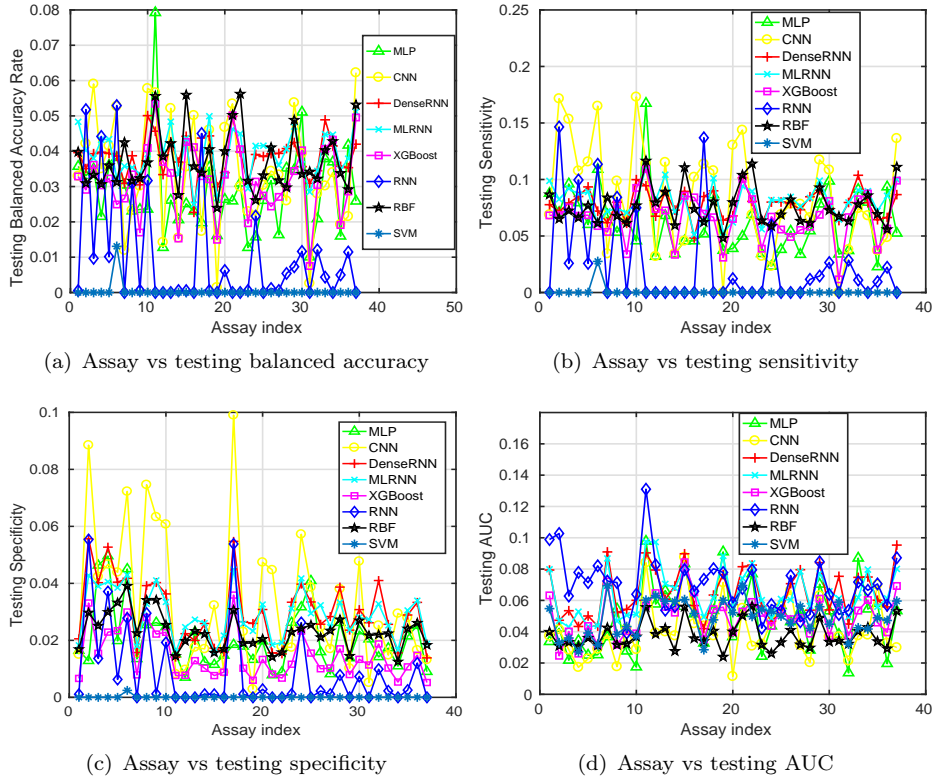 0.08
0.07
0.06
0.05
0.04
0.03
0.02
0.01
0
Testing Balanced Accuracy Rate
0 10 20 30 40 50
Assay index
MLP
CNN
DenseRNN
MLRNN
XGBoost
RNN
RBF
SVM
(a) Assay vs testing balanced accuracy
0.25
0.2
0.15
0.1
0.05
0
Testing Sensitivity
0 10 20 30 40
Assay index
MLP
CNN
DenseRNN
MLRNN
XGBoost
RNN
RBF
SVM
(b) Assay vs testing sensitivity
0.1
0.08
0.06
0.04
0.02
0
Testing Specificity
0 10 20 30 40
Assay index
MLP
CNN
DenseRNN
MLRNN
XGBoost
RNN
RBF
SVM
(c) Assay vs testing specificity
0.16
0.14
0.12
0.1
0.08
0.06
0.04
0.02
0
Testing AUC
0 10 20 30 40
Assay index
MLP
CNN
DenseRNN
MLRNN
XGBoost
RNN
RBF
SVM
(d) Assay vs testing AUC